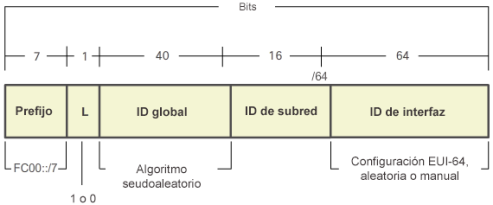 Bits
7 1 40 16 64
/64
Prefijo L ID global ID de subred ID de interfaz
FC00::/7
1 o 0
Algoritmo
seudoaleatorio
Configuración EUI-64,
aleatoria o manual